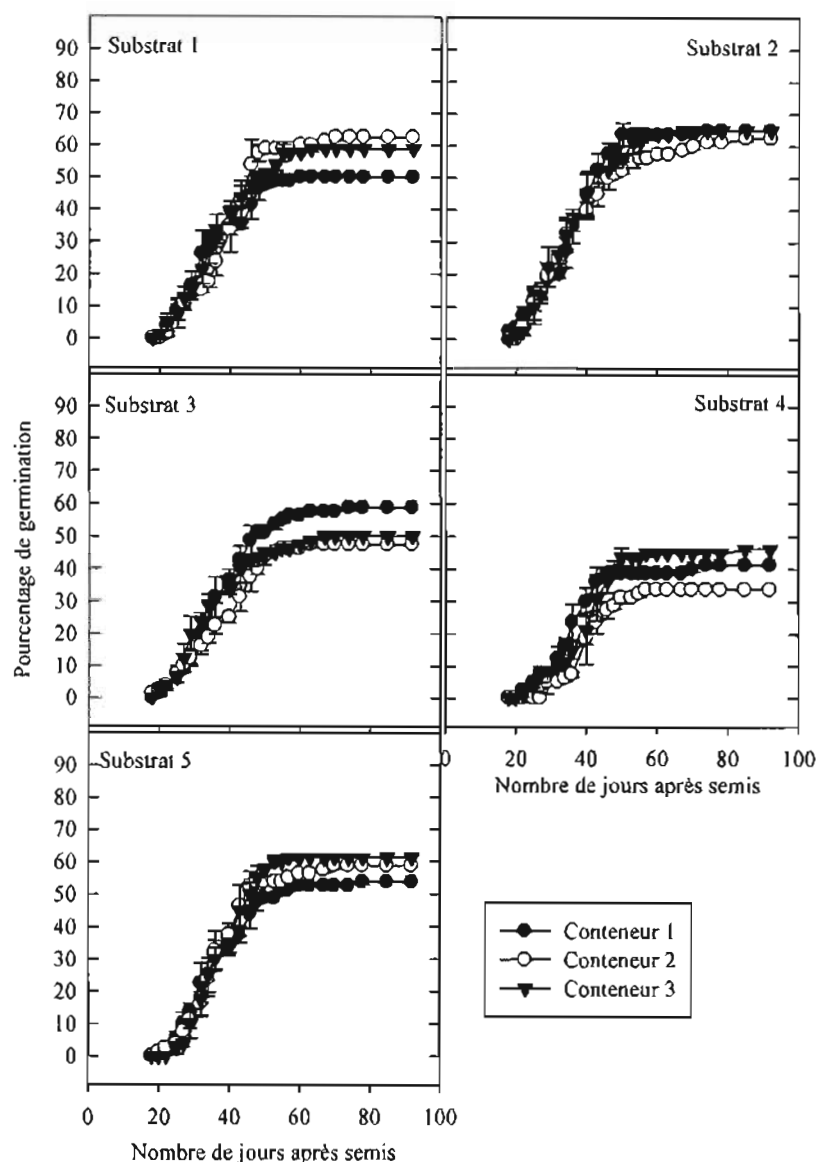 Substrat 1
Substrat 2
90
80
70
60
50
40
30
20
10
0
Substrat 3
Substrat 4
90
80
70
60
50
40
30
20
10
0
Pourcentage de germination
0 20 40 60 80 100
Nombre de jours après semis
Substrat 5
90
80
70
60
50
40
30
20
10
0
Conteneur 1
Conteneur 2
Conteneur 3
0 20 40 60 80 100
Nombre de jours après semis